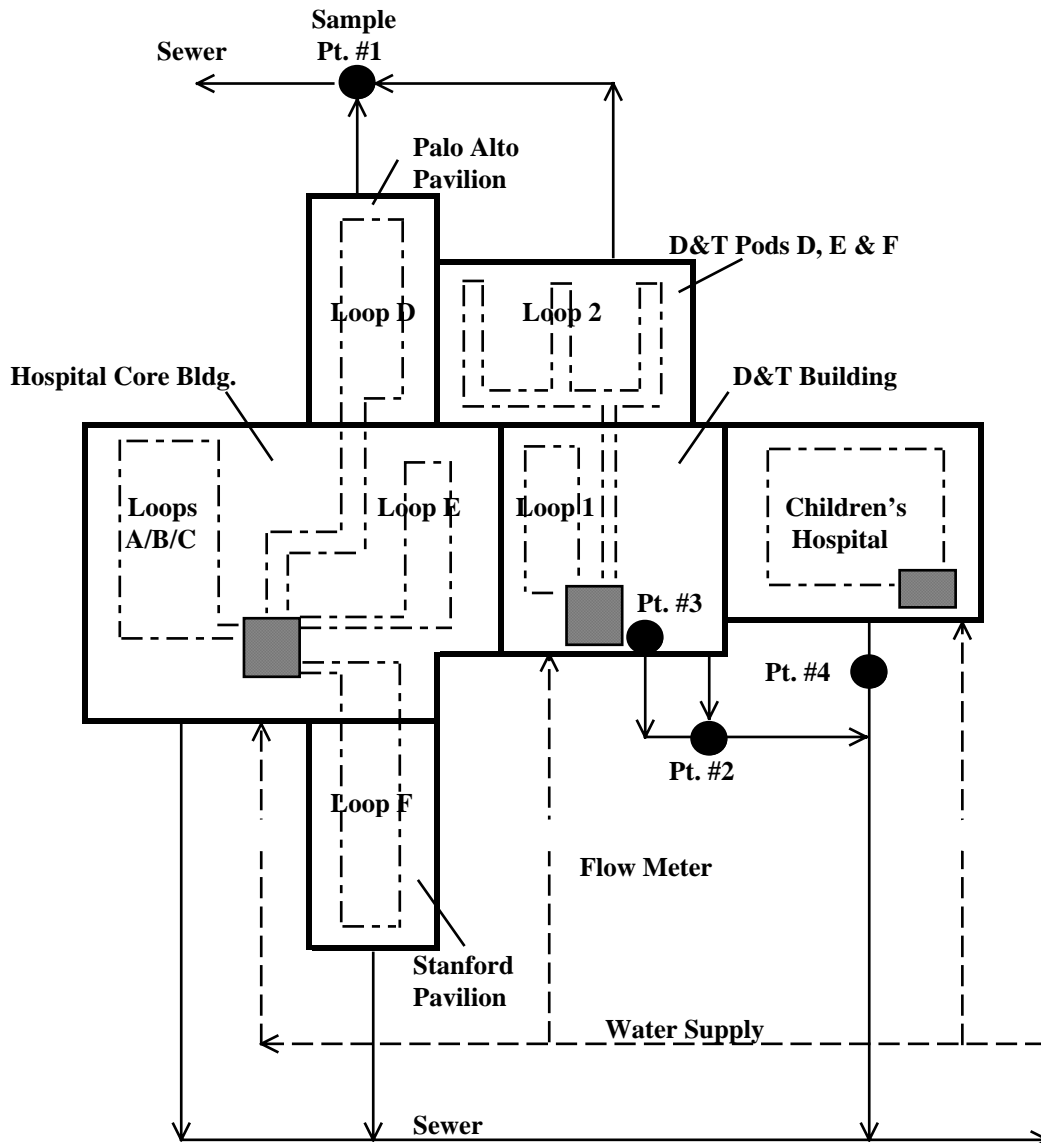 Sample
Pt. #1
Sewer
Palo Alto
Pavilion
D&T Pods D, E & F
Loop D
Loop 2
Hospital Core Bldg.
D&T Building
Loops
A/B/C
Loop E
Loop 1
Children's
Hospital
Pt. #3
Pt. #4
Pt. #2
Loop F
Flow Meter
Stanford
Pavilion
Water Supply
Sewer